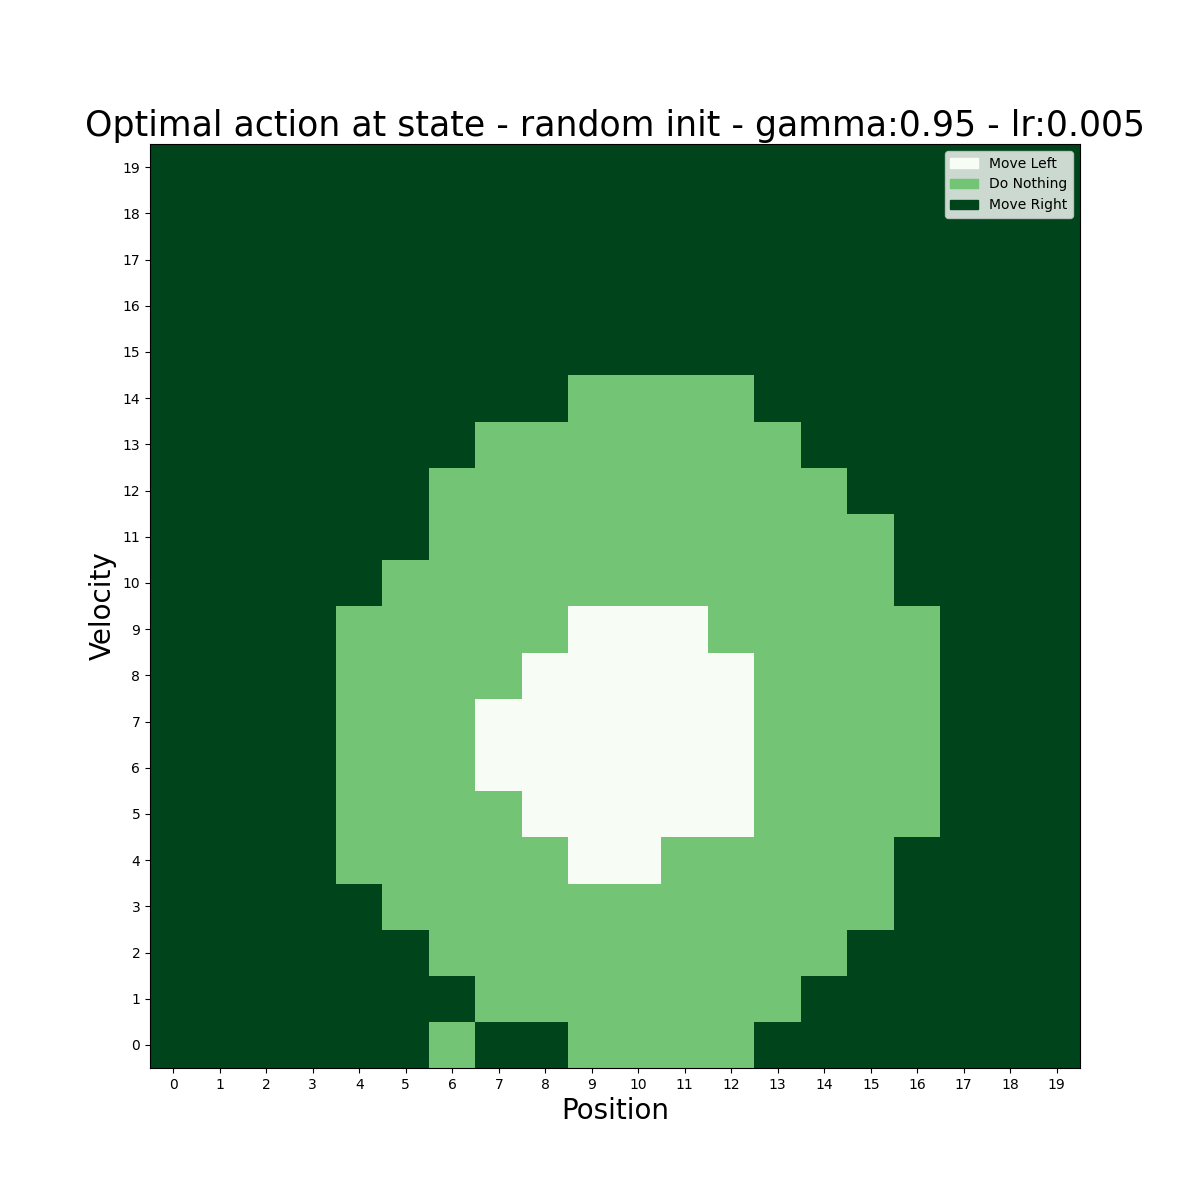 Optimal action at state - random init - gamma:0.95 - lr:0.005
Move Left
Do Nothing
Move Right
Velocity
19
18
17
16
15
14
13
12
11
10
9
8
7
6
5
4
3
2
1
0
0 1 2 3 4 5 6 7 8 9 10 11 12 13 14 15 16 17 18 19
Position